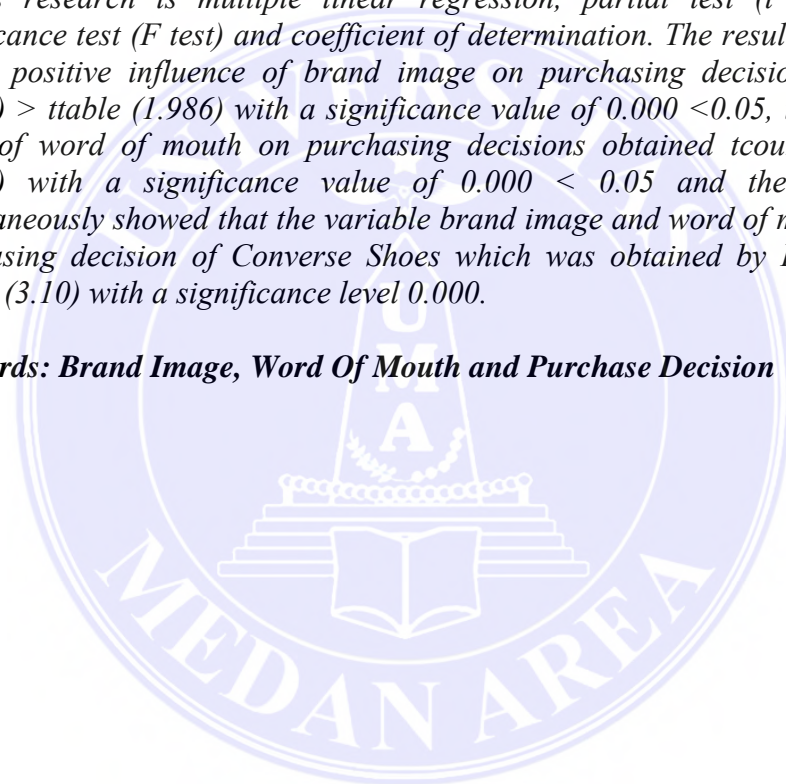 research is multiple linear regression, partial test (t
cance test (F test) and coefficient of determination. The resul
positive influence of brand image on purchasing decisio
) > ttable (1.986) with a significance value of 0.000 <0.05,
of word of mouth on purchasing decisions obtained tcou
) with a significance value of 0.000 < 0.05 and the
aneously showed that the variable brand image and word of m
sing decision of Converse Shoes which was obtained by
(3.10) with a significance level 0.000.
rds: Brand Image, Word Of Mouth and Purchase Decision
UNIVERSITAS
UMA
MEDAN AREA